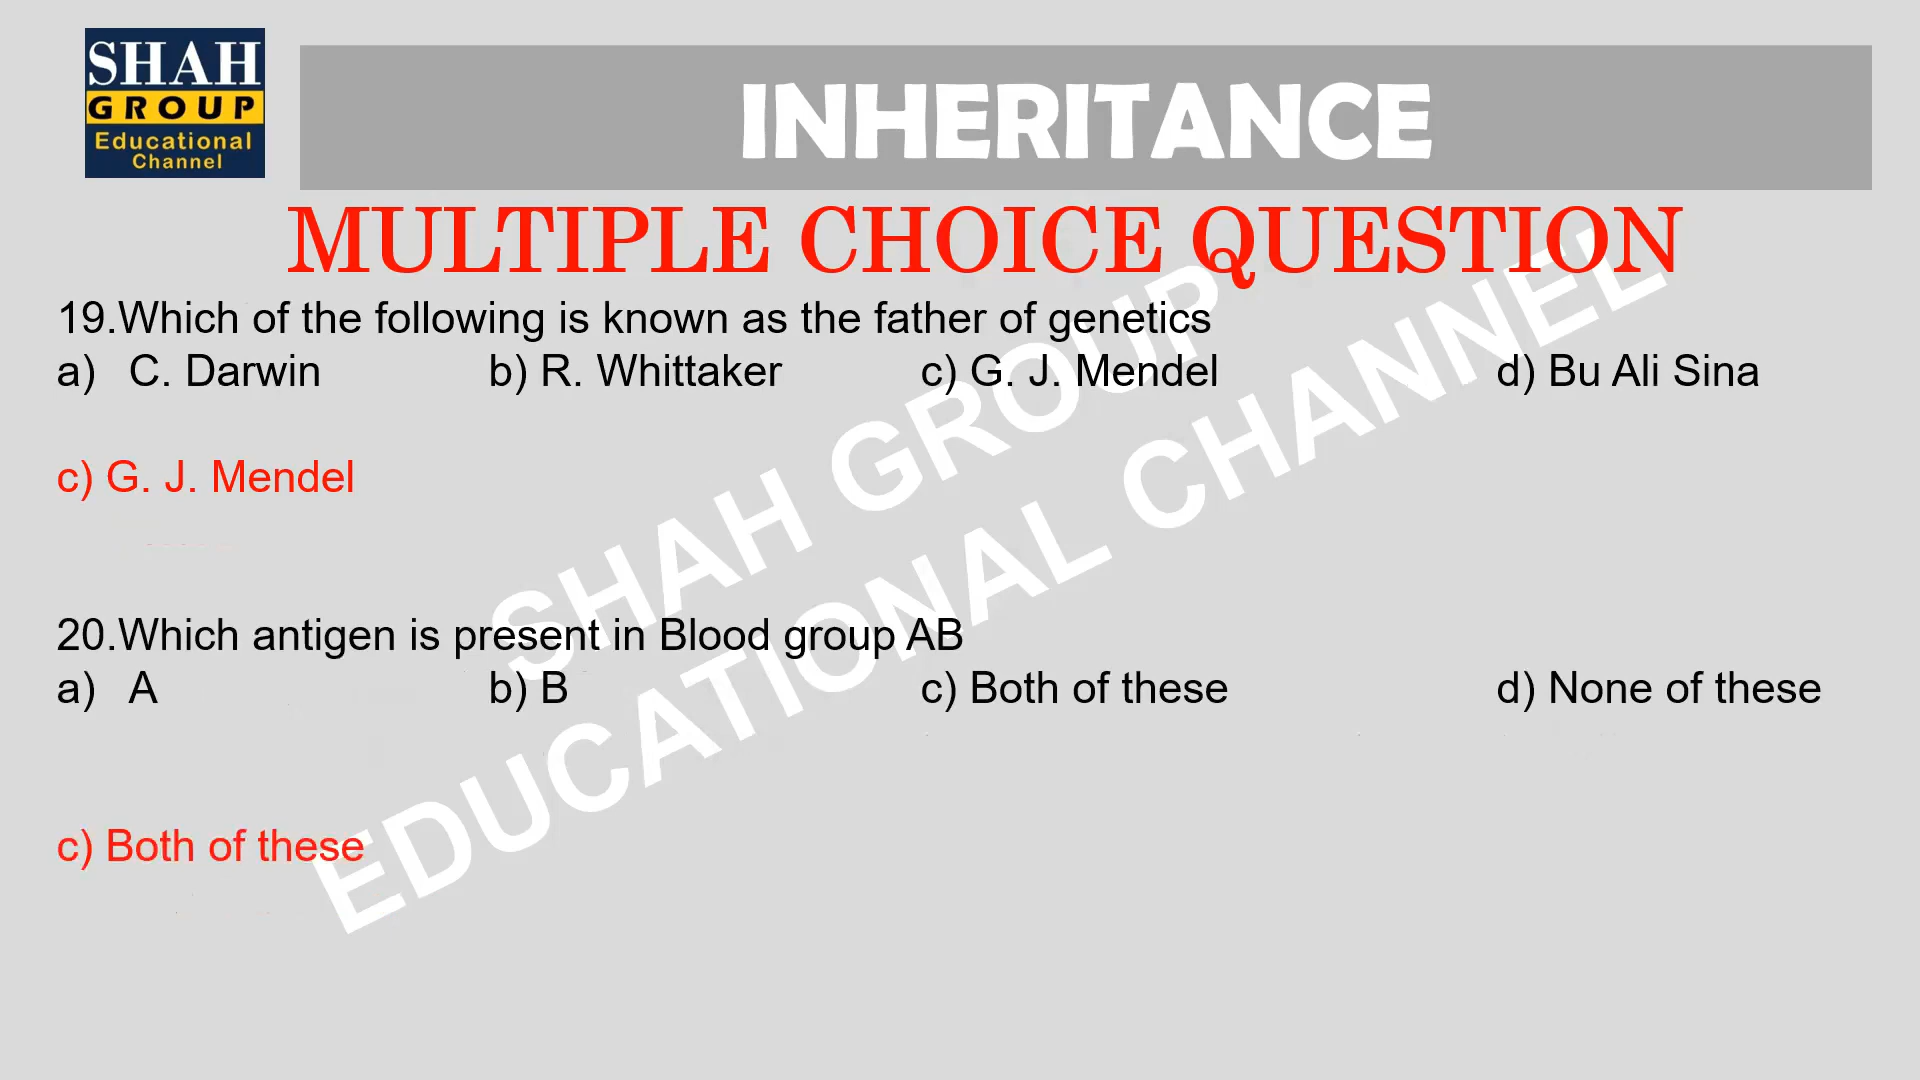 SHAH
GROUP
Educational
Channel
INHERITANCE
MULTIPLE CHOICE QUESTION
19.Which of the following is known as the father of genetics
a) C. Darwin b) R. Whittaker c) G. J. Mendel d) Bu Ali Sina
c) G. J. Mendel
20.Which antigen is present in Blood group AB
a) A b) B c) Both of these d) None of these
c) Both of these
SHAH GROUP
EDUCATIONAL CHANNEL